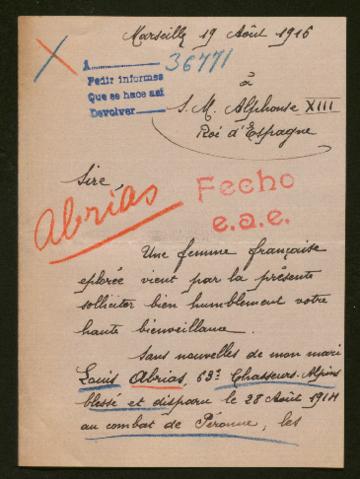 Marseille 19 Août 1916
A
36771
Pedir informes
Que se hace así
Devolver
à
S. M. Alphonse XIII
Roi d'Espagne
Sire,
Abrias
Fecho
e.a.e.
Une femme française
eplorée vient par la présente
solliciter bien humblement votre
haute bienveillance.
Sans nouvelles de mon mari
Louis Abrias, 63e Chasseurs-Alpins
blessé et disparu le 28 Août 1914
au combat de Péronne, les